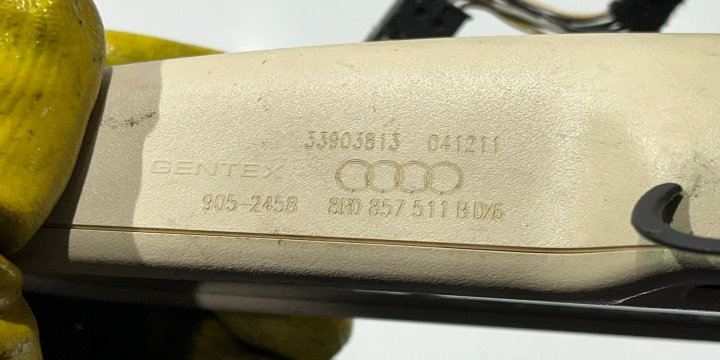 33903813 041211
GENTEX
905-2458 8R0 857 511 B DX6